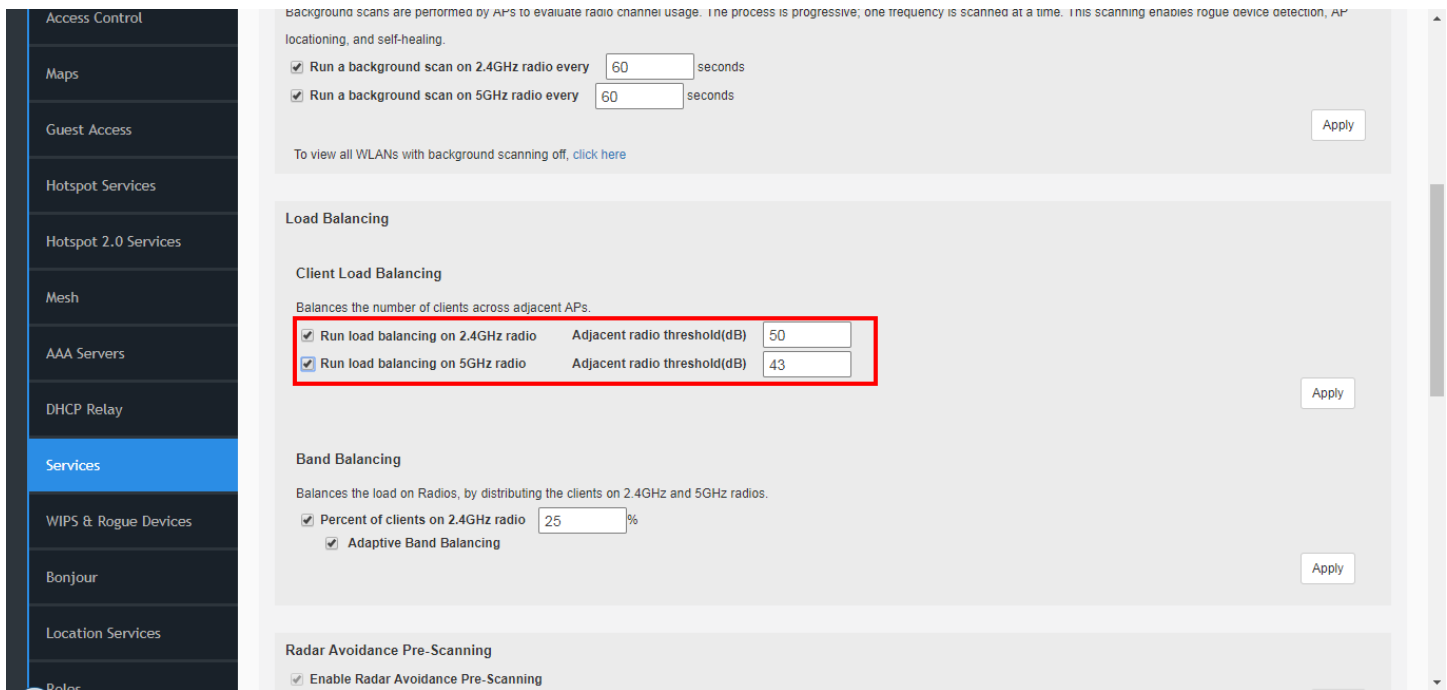 Access Control
Maps
Guest Access
Hotspot Services
Hotspot 2.0 Services
Mesh
AAA Servers
DHCP Relay
Services
WIPS & Rogue Devices
Bonjour
Location Services
Roles
Background scans are performed by APs to evaluate radio channel usage. The process is progressive; one frequency is scanned at a time. This scanning enables rogue device detection, AP
locationing, and self-healing.
Run a background scan on 2.4GHz radio every 60 seconds
Run a background scan on 5GHz radio every 60 seconds
Apply
To view all WLANs with background scanning off, click here
Load Balancing
Client Load Balancing
Balances the number of clients across adjacent APs.
Run load balancing on 2.4GHz radio Adjacent radio threshold(dB) 50
Run load balancing on 5GHz radio Adjacent radio threshold(dB) 43
Apply
Band Balancing
Balances the load on Radios, by distributing the clients on 2.4GHz and 5GHz radios.
Percent of clients on 2.4GHz radio 25 %
Adaptive Band Balancing
Apply
Radar Avoidance Pre-Scanning
Enable Radar Avoidance Pre-Scanning